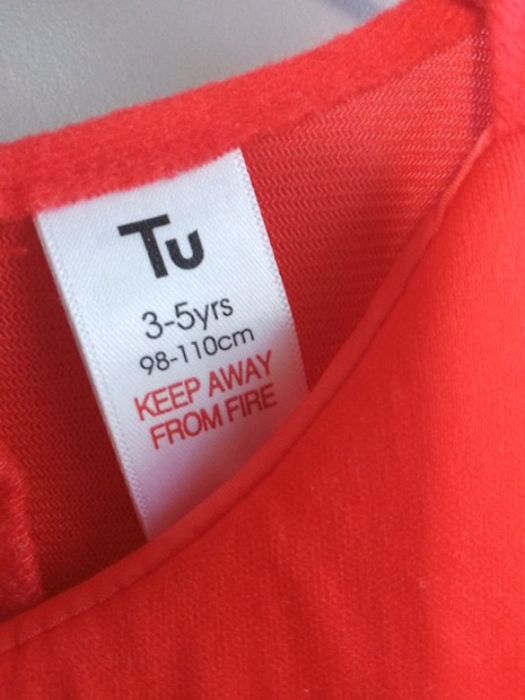 Tu
3-5yrs
98-110cm
KEEP AWAY
FROM FIRE